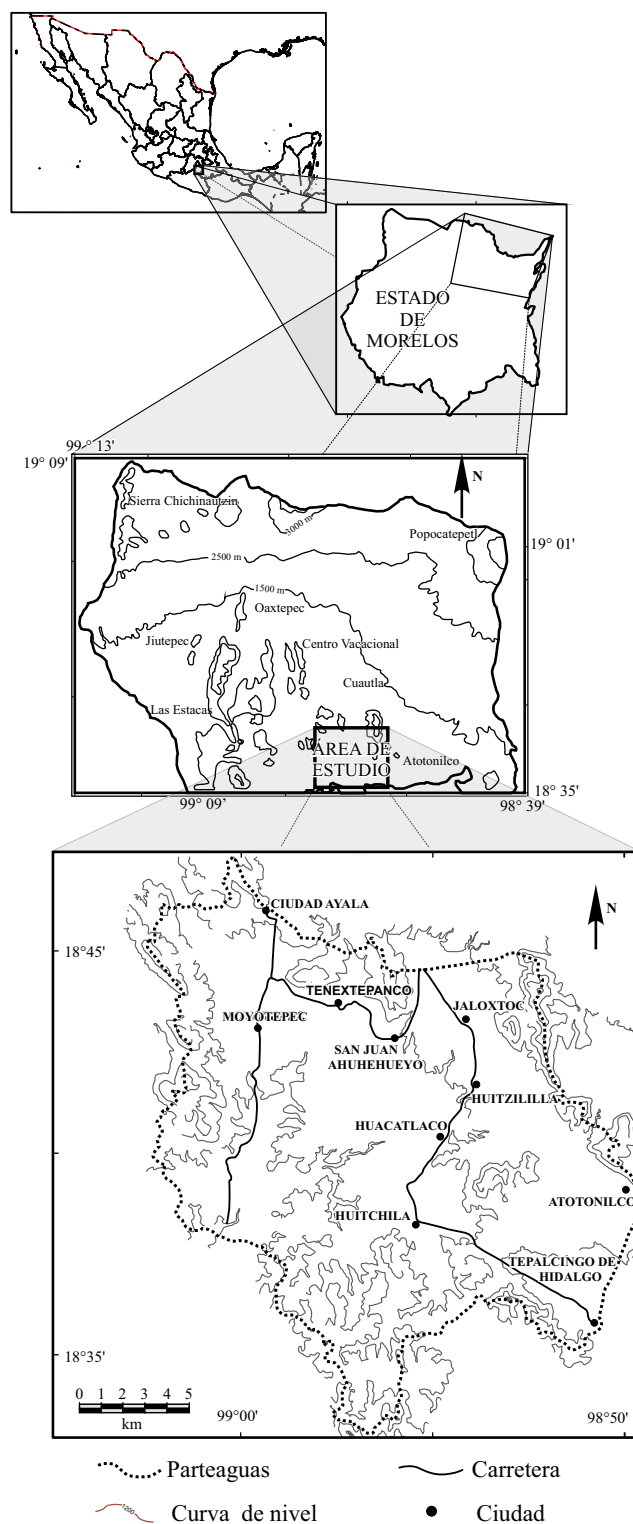 ESTADO
DE
MORELOS
99° 13'
19° 09'
N
Sierra Chichinautzin
3000 m
Popocatepetl
19° 01'
2500 m
1500 m
Oaxtepec
Jiutepec
Centro Vacacional
Cuautla
Las Estacas
ÁREA DE
ESTUDIO
Atotonilco
99° 09'
98° 39'
18° 35'
N
CIUDAD AYALA
18° 45'
TENEXTEPANCO
JALOXTOC
MOYOTEPEC
SAN JUAN
AHUEHUEYO
HUITZILILLA
HUACATLACO
ATOTONILCO
HUITCHILA
TEPALCINGO DE
HIDALGO
18° 35'
0 1 2 3 4 5
km
99° 00'
98° 50'
Parteaguas
Carretera
1200
Curva de nivel
Ciudad